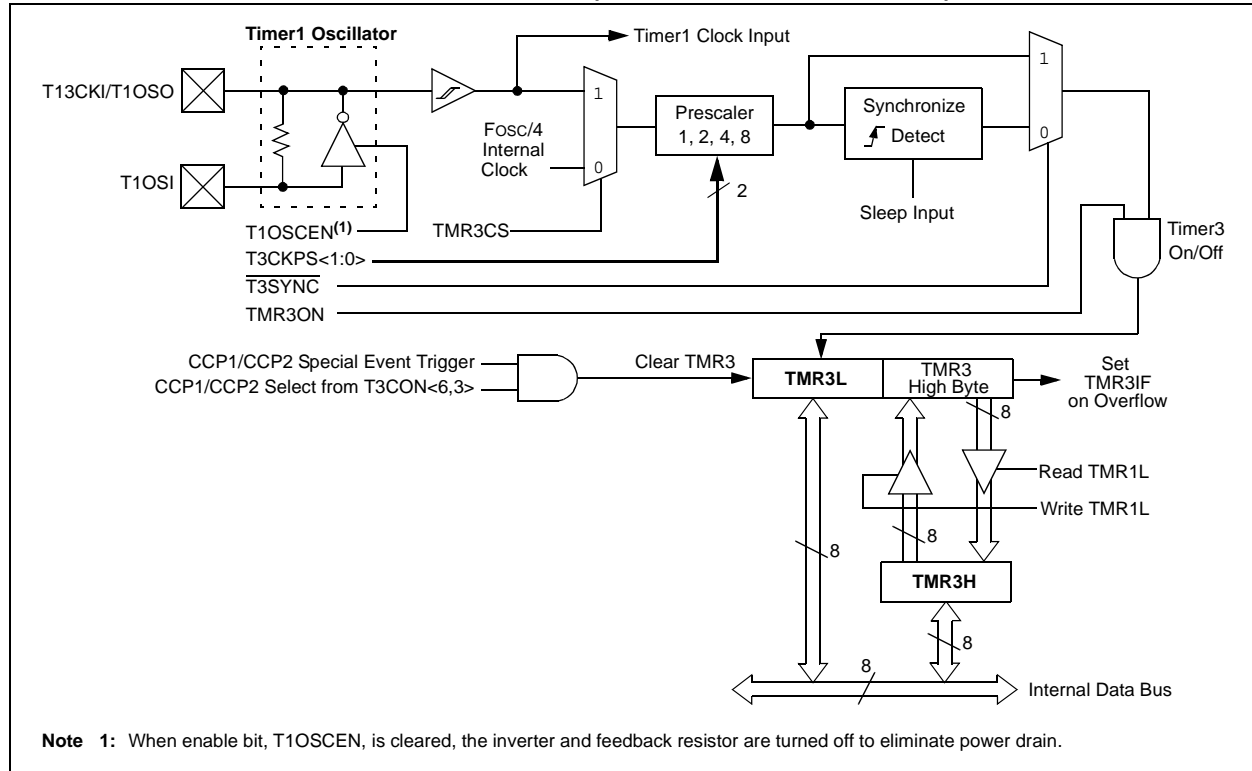 Timer1 Oscillator
Timer1 Clock Input
T13CKI/T1OSO
T1OSI
1
FOSC/4
Internal
Clock
0
Prescaler
1, 2, 4, 8
2
Synchronize
Detect
1
0
Sleep Input
T1OSCEN(1)
TMR3CS
T3CKPS<1:0>
T3SYNC
TMR3ON
Timer3
On/Off
CCP1/CCP2 Special Event Trigger
CCP1/CCP2 Select from T3CON<6,3>
Clear TMR3
TMR3L
TMR3
High Byte
Set
TMR3IF
on Overflow
8
Read TMR1L
Write TMR1L
8
8
TMR3H
8
8
Internal Data Bus
Note 1: When enable bit, T1OSCEN, is cleared, the inverter and feedback resistor are turned off to eliminate power drain.